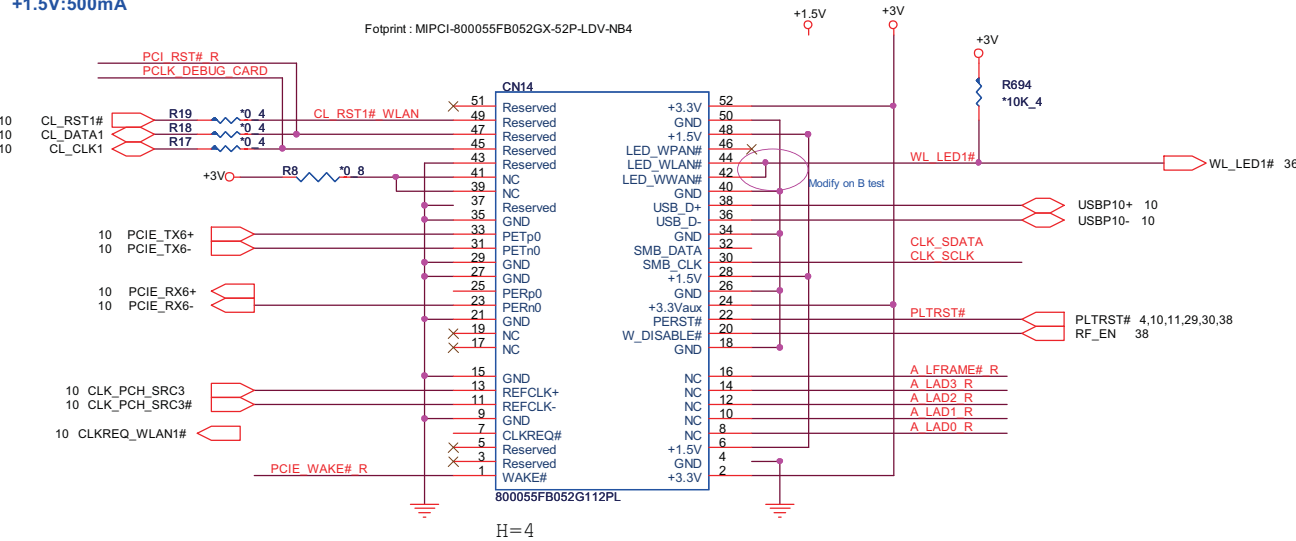 +1.5V:500mA
Fotprint : MIPCI-800055FB052GX-52P-LDV-NB4
+1.5V
+3V
+3V
R694
*10K_4
PCI_RST#_R
PCLK_DEBUG_CARD
10 CL_RST1# R19 *0_4 CL_RST1#_WLAN
10 CL_DATA1 R18 *0_4
10 CL_CLK1 R17 *0_4
+3V R8 *0_8
10 PCIE_TX6+
10 PCIE_TX6-
10 PCIE_RX6+
10 PCIE_RX6-
10 CLK_PCH_SRC3
10 CLK_PCH_SRC3#
10 CLKREQ_WLAN1#
PCIE_WAKE#_R
CN14
51 Reserved
49 Reserved
47 Reserved
45 Reserved
43 Reserved
41 NC
39 NC
37 Reserved
35 GND
33 PETp0
31 PETn0
29 GND
27 GND
25 PERp0
23 PERn0
21 GND
19 NC
17 NC
15 GND
13 REFCLK+
11 REFCLK-
9 GND
7 CLKREQ#
5 Reserved
3 Reserved
1 WAKE#
+3.3V 52
GND 50
+1.5V 48
LED_WPAN# 46
LED_WLAN# 44
LED_WWAN# 42
GND 40
USB_D+ 38
USB_D- 36
GND 34
SMB_DATA 32
SMB_CLK 30
+1.5V 28
GND 26
+3.3Vaux 24
PERST# 22
W_DISABLE# 20
GND 18
NC 16
NC 14
NC 12
NC 10
NC 8
+1.5V 6
GND 4
+3.3V 2
800055FB052G112PL
H=4
WL_LED1#
WL_LED1# 36
Modify on B test
USBP10+ 10
USBP10- 10
CLK_SDATA
CLK_SCLK
PLTRST#
PLTRST# 4,10,11,29,30,38
RF_EN 38
A_LFRAME#_R
A_LAD3_R
A_LAD2_R
A_LAD1_R
A_LAD0_R